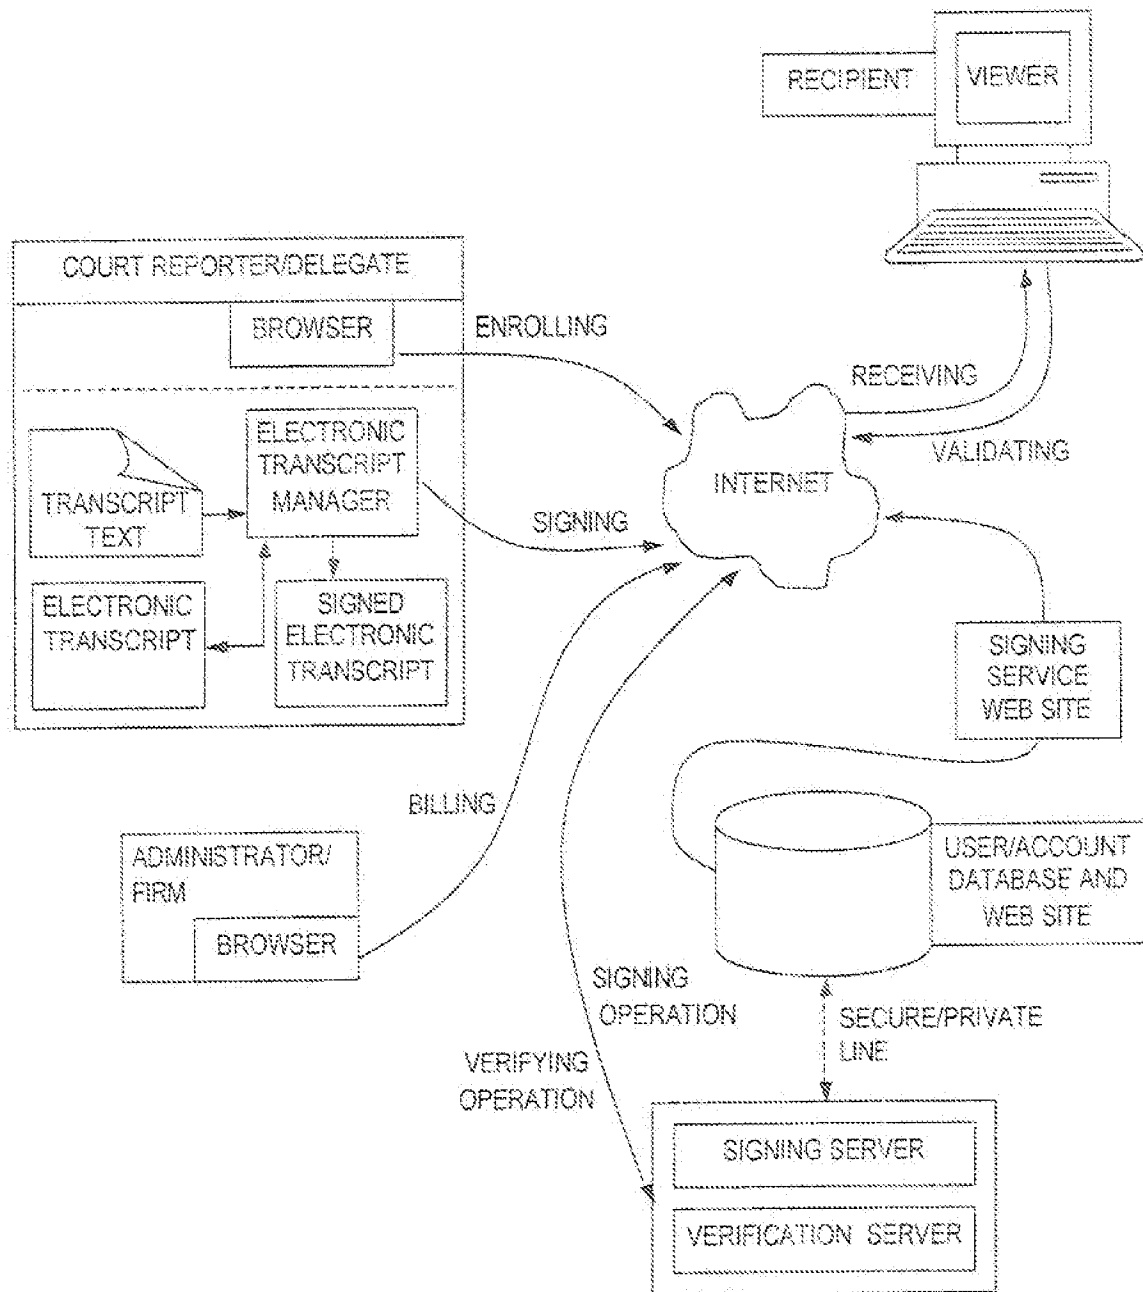 RECIPIENT
VIEWER
COURT REPORTER/DELEGATE
BROWSER
ENROLLING
RECEIVING
VALIDATING
INTERNET
TRANSCRIPT
TEXT
ELECTRONIC
TRANSCRIPT
MANAGER
SIGNING
ELECTRONIC
TRANSCRIPT
SIGNED
ELECTRONIC
TRANSCRIPT
SIGNING
SERVICE
WEB SITE
BILLING
ADMINISTRATOR/
FIRM
BROWSER
USER/ACCOUNT
DATABASE AND
WEB SITE
SIGNING
OPERATION
SECURE/PRIVATE
LINE
VERIFYING
OPERATION
SIGNING SERVER
VERIFICATION SERVER